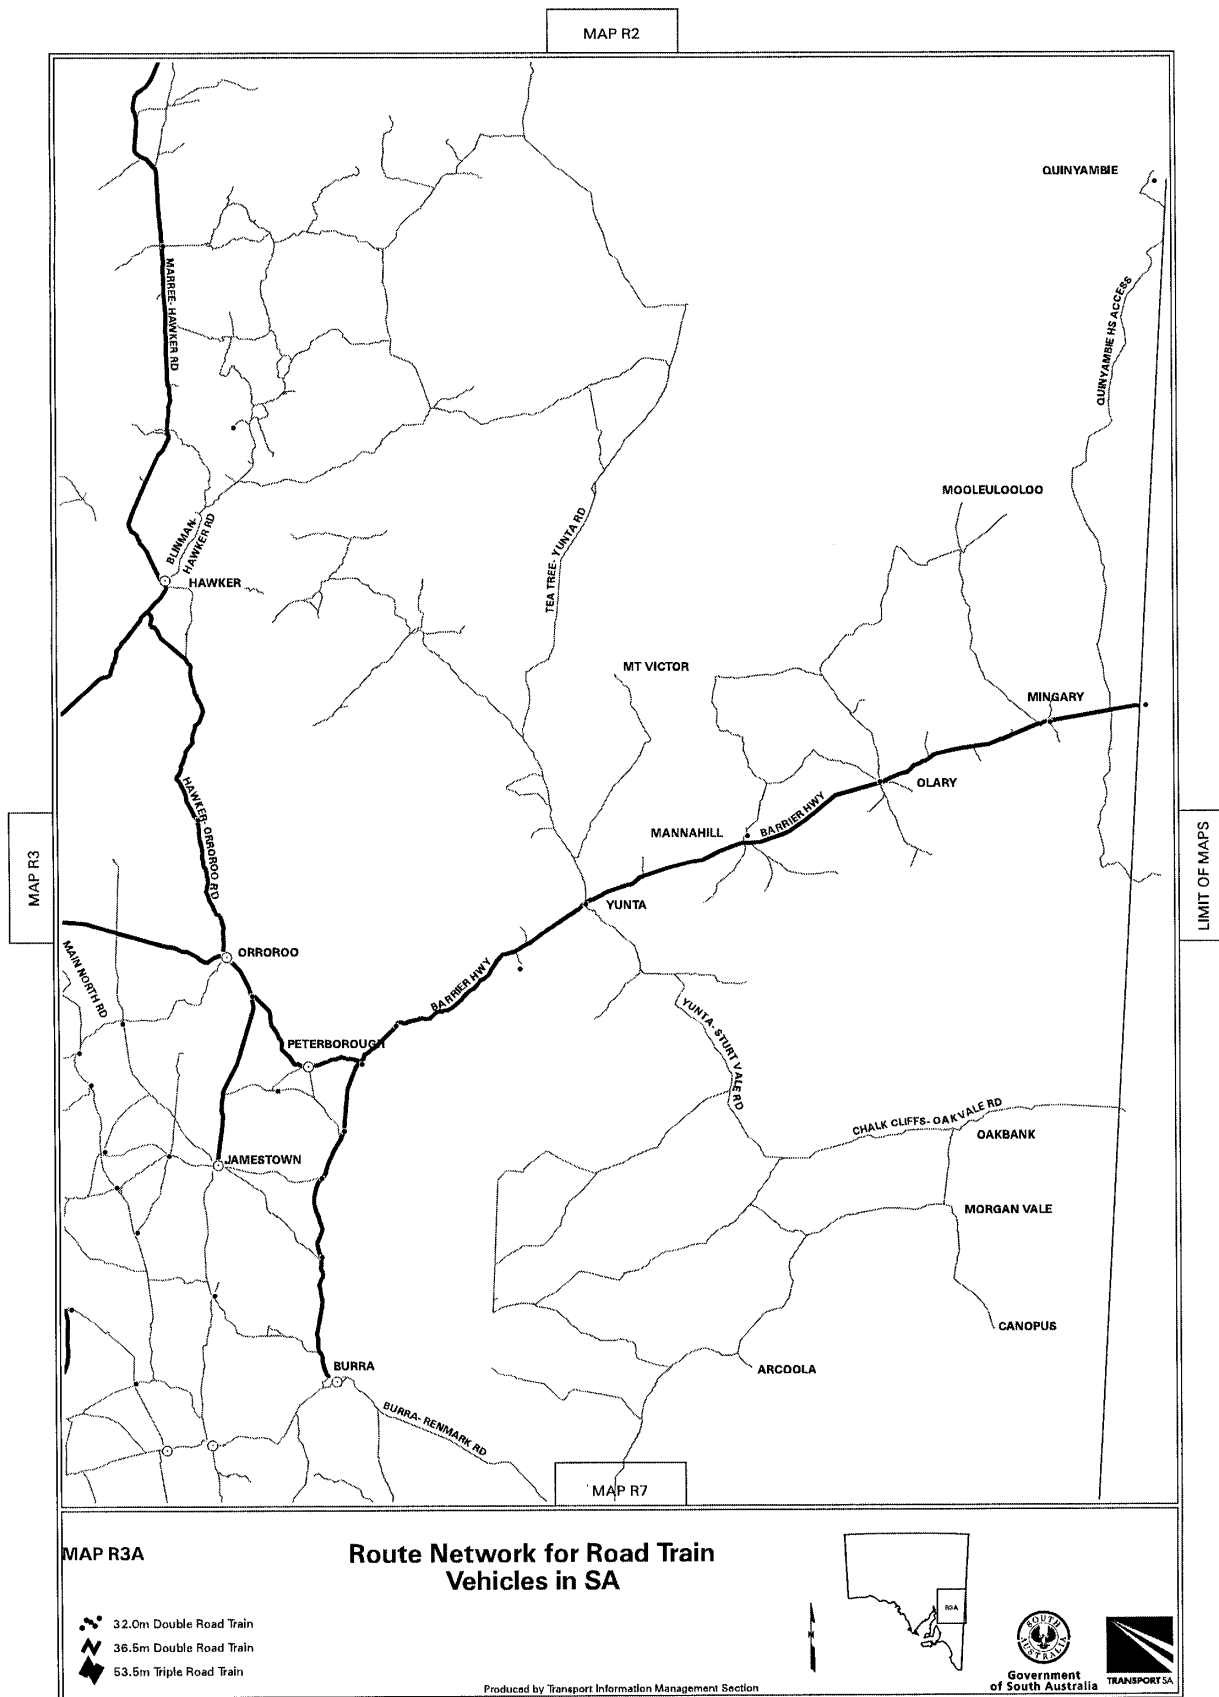 MAP R2
QUINYAMBIE
MARREE- HAWKER RD
QUINYAMBIE HS ACCESS
MOOLEULOOLOO
BLINMAN-
HAWKER RD
TEA TREE- YUNTA RD
HAWKER
MT VICTOR
MINGARY
HAWKER- ORROROO RD
OLARY
BARRIER HWY
MANNAHILL
MAP R3
LIMIT OF MAPS
YUNTA
ORROROO
MAIN NORTH RD
BARRIER HWY
YUNTA- STURT VALE RD
PETERBOROUGH
CHALK CLIFFS- OAKVALE RD
OAKBANK
JAMESTOWN
MORGAN VALE
CANOPUS
BURRA
ARCOOLA
BURRA- RENMARK RD
MAP R7
MAP R3A
Route Network for Road Train
Vehicles in SA
R3A
32.0m Double Road Train
36.5m Double Road Train
53.5m Triple Road Train
SOUTH
AUSTRALIA
Government
of South Australia
TRANSPORT SA
Produced by Transport Information Management Section